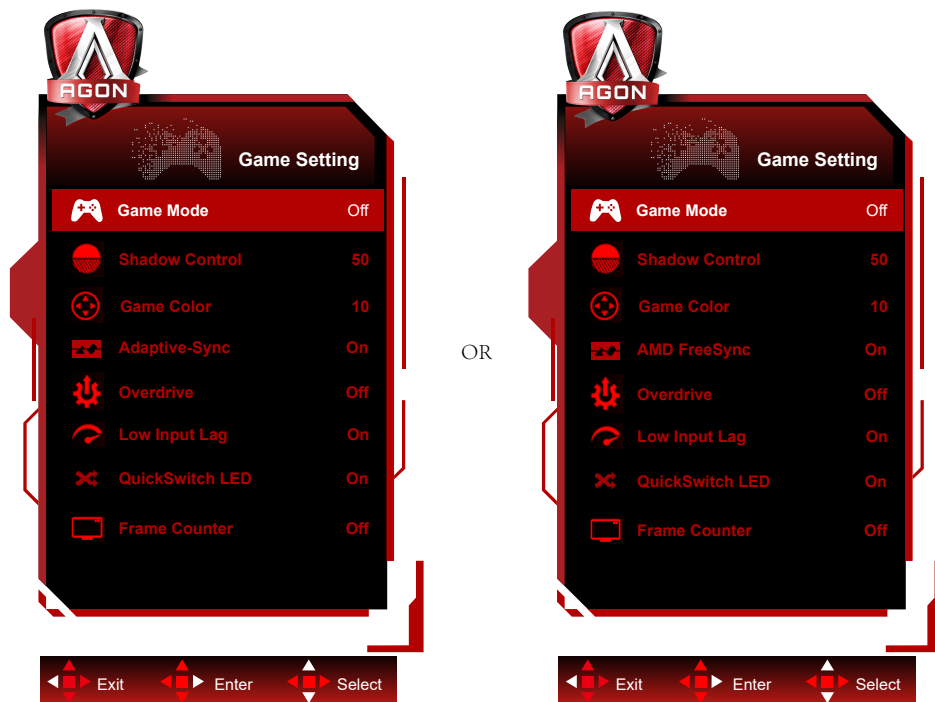 AGON
Game Setting
Game Mode Off
Shadow Control 50
Game Color 10
Adaptive-Sync On
Overdrive Off
Low Input Lag On
QuickSwitch LED On
Frame Counter Off
Exit Enter Select
OR
AGON
Game Setting
Game Mode Off
Shadow Control 50
Game Color 10
AMD FreeSync On
Overdrive Off
Low Input Lag On
QuickSwitch LED On
Frame Counter Off
Exit Enter Select